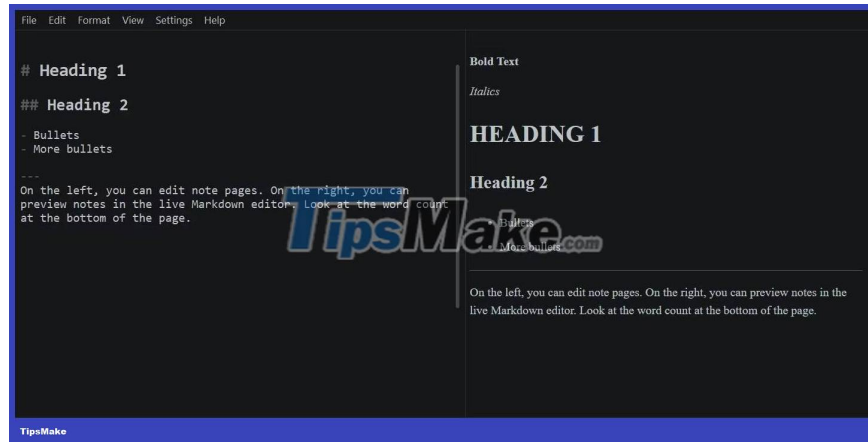 File Edit Format View Settings Help
# Heading 1
## Heading 2
- Bullets
- More bullets
---
On the left, you can edit note pages. On the right, you can
preview notes in the live Markdown editor. Look at the word count
at the bottom of the page.
Bold Text
Italics
HEADING 1
Heading 2
• Bullets
• More bullets
On the left, you can edit note pages. On the right, you can preview notes in the
live Markdown editor. Look at the word count at the bottom of the page.
TipsMake.com
TipsMake